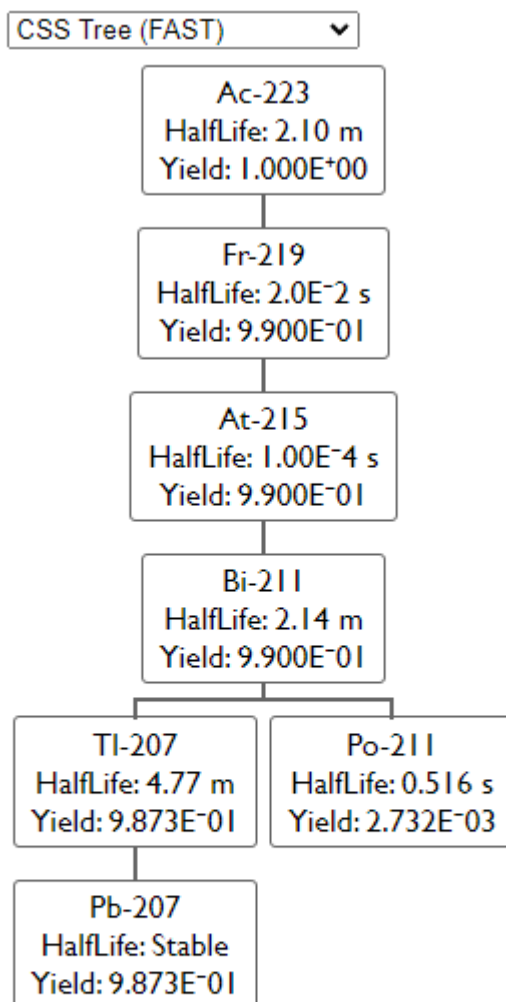 CSS Tree (FAST)
Ac-223
HalfLife: 2.10 m
Yield: 1.000E⁺00
Fr-219
HalfLife: 2.0E⁻2 s
Yield: 9.900E⁻01
At-215
HalfLife: 1.00E⁻4 s
Yield: 9.900E⁻01
Bi-211
HalfLife: 2.14 m
Yield: 9.900E⁻01
Tl-207
HalfLife: 4.77 m
Yield: 9.873E⁻01
Po-211
HalfLife: 0.516 s
Yield: 2.732E⁻03
Pb-207
HalfLife: Stable
Yield: 9.873E⁻01